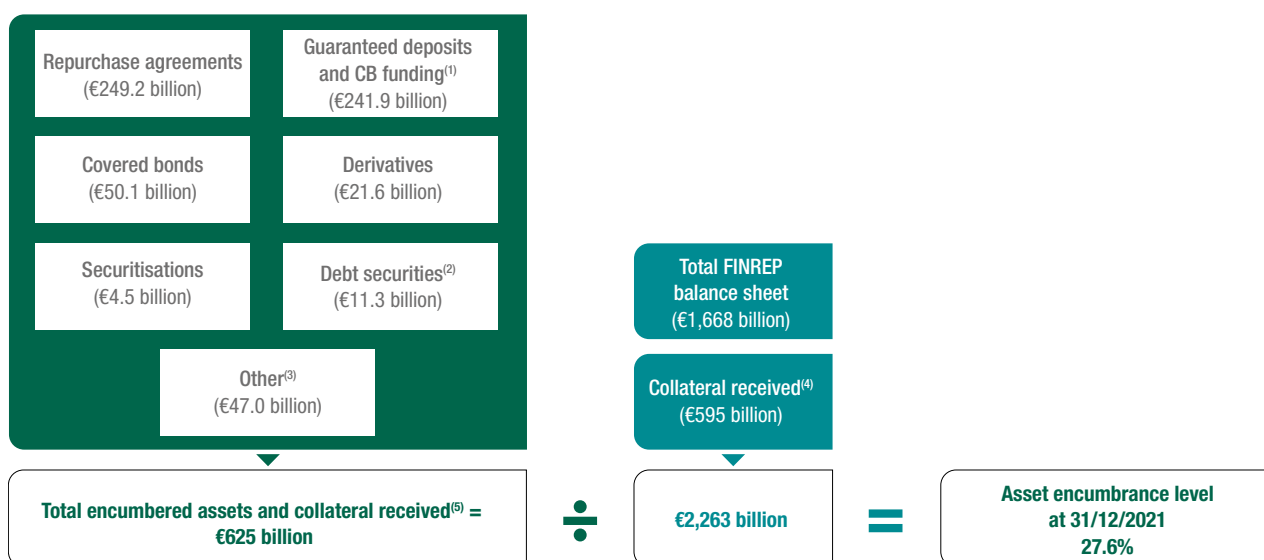 Repurchase agreements
(€249.2 billion)
Guaranteed deposits
and CB funding(1)
(€241.9 billion)
Covered bonds
(€50.1 billion)
Derivatives
(€21.6 billion)
Securitisations
(€4.5 billion)
Debt securities(2)
(€11.3 billion)
Other(3)
(€47.0 billion)
Total FINREP
balance sheet
(€1,668 billion)
Collateral received(4)
(€595 billion)
Total encumbered assets and collateral received(5) =
€625 billion
÷
€2,263 billion
=
Asset encumbrance level
at 31/12/2021
27.6%